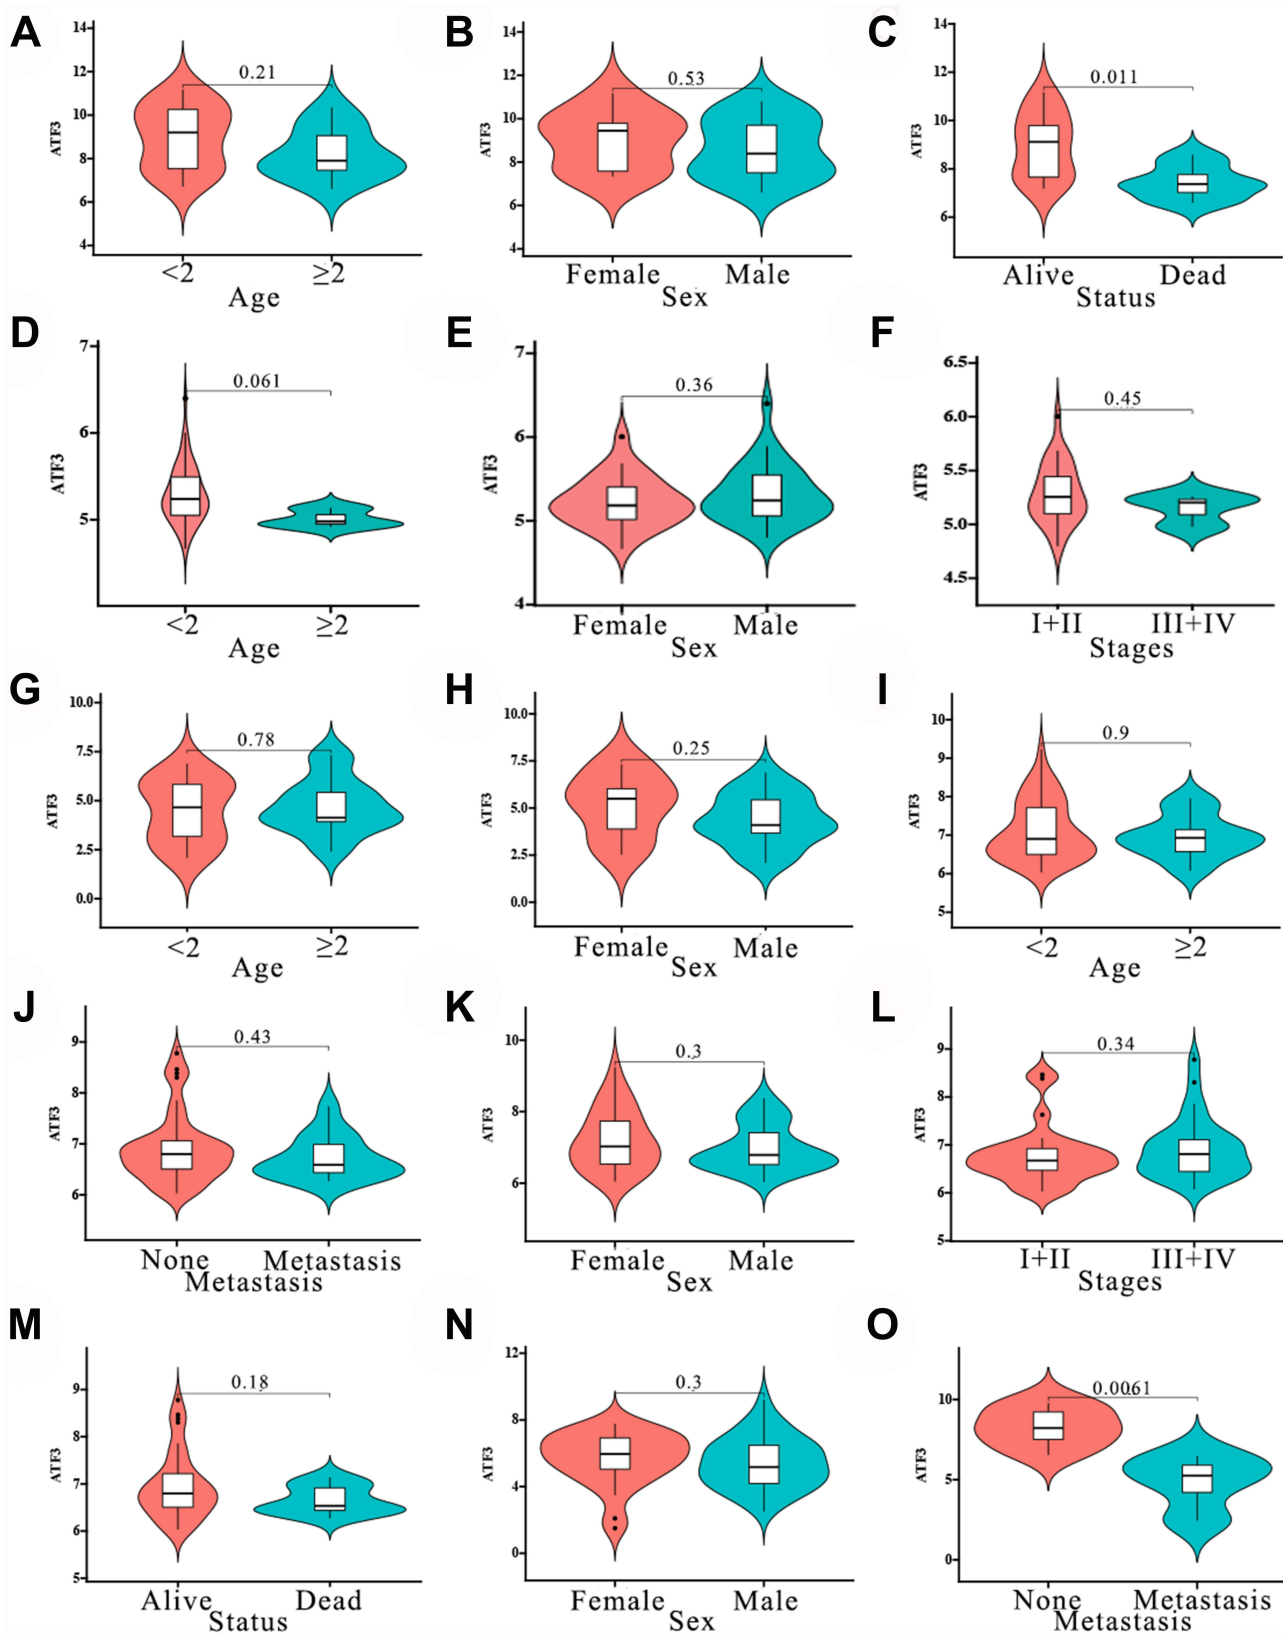 A
14
12
10
8
6
4
ATF3
0.21
<2 ≥2
Age
B
14
12
10
8
6
4
ATF3
0.53
Female Male
Sex
C
14
12
10
8
6
ATF3
0.011
Alive Dead
Status
D
7
6
5
ATF3
0.061
<2 ≥2
Age
E
7
6
5
4
ATF3
0.36
Female Male
Sex
F
6.5
6.0
5.5
5.0
4.5
ATF3
0.45
I+II III+IV
Stages
G
10.0
7.5
5.0
2.5
0.0
ATF3
0.78
<2 ≥2
Age
H
10.0
7.5
5.0
2.5
0.0
ATF3
0.25
Female Male
Sex
I
10
9
8
7
6
5
ATF3
0.9
<2 ≥2
Age
J
9
8
7
6
ATF3
0.43
None Metastasis
Metastasis
K
10
8
6
ATF3
0.3
Female Male
Sex
L
9
8
7
6
5
ATF3
0.34
I+II III+IV
Stages
M
9
8
7
6
5
ATF3
0.18
Alive Dead
Status
N
12
8
4
0
ATF3
0.3
Female Male
Sex
O
10
5
0
ATF3
0.0061
None Metastasis
Metastasis